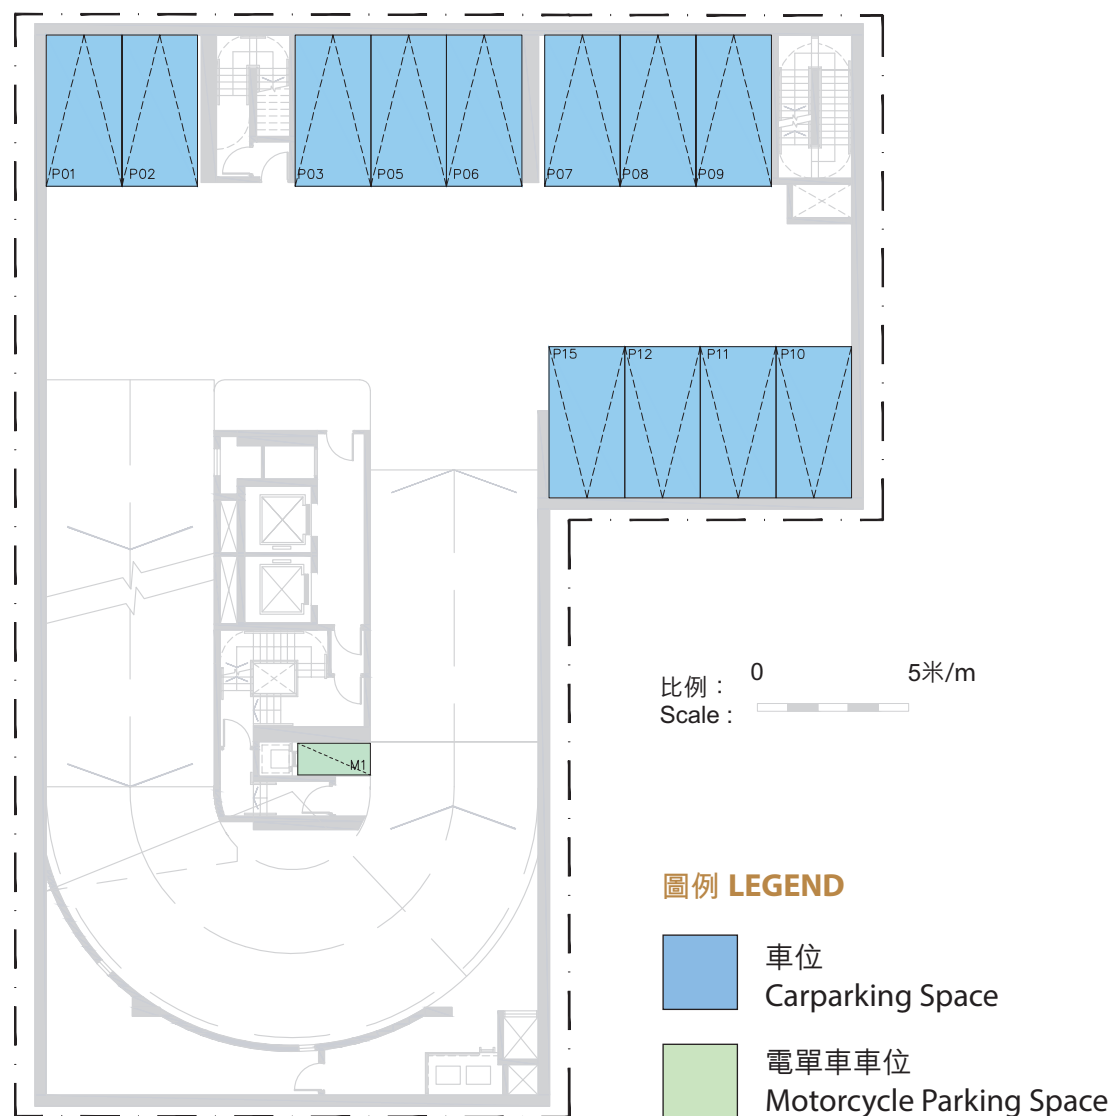 P01 P02 P03 P05 P06 P07 P08 P09
P15 P12 P11 P10
M1
比例 : 0 5米/m
Scale :
圖例 LEGEND
車位
Carparking Space
電單車車位
Motorcycle Parking Space